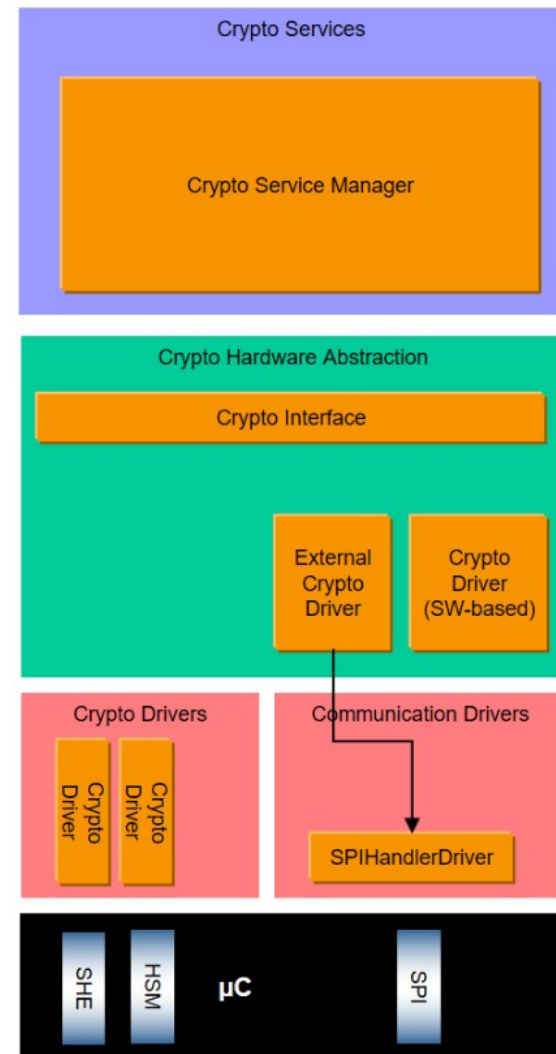 Crypto Services
Crypto Service Manager
Crypto Hardware Abstraction
Crypto Interface
External
Crypto
Driver
Crypto
Driver
(SW-based)
Crypto Drivers
Crypto
Driver
Crypto
Driver
Communication Drivers
SPIHandlerDriver
SHE
HSM
µC
SPI